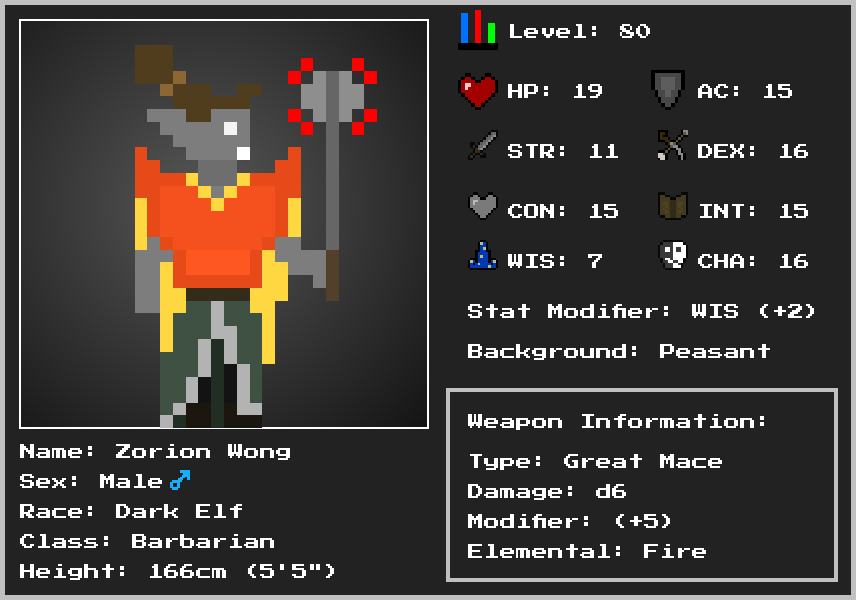 Level: 80
HP: 19 AC: 15
STR: 11 DEX: 16
CON: 15 INT: 15
WIS: 7 CHA: 16
Stat Modifier: WIS (+2)
Background: Peasant
Weapon Information:
Type: Great Mace
Damage: d6
Modifier: (+5)
Elemental: Fire
Name: Zorion Wong
Sex: Male♂
Race: Dark Elf
Class: Barbarian
Height: 166cm (5'5")